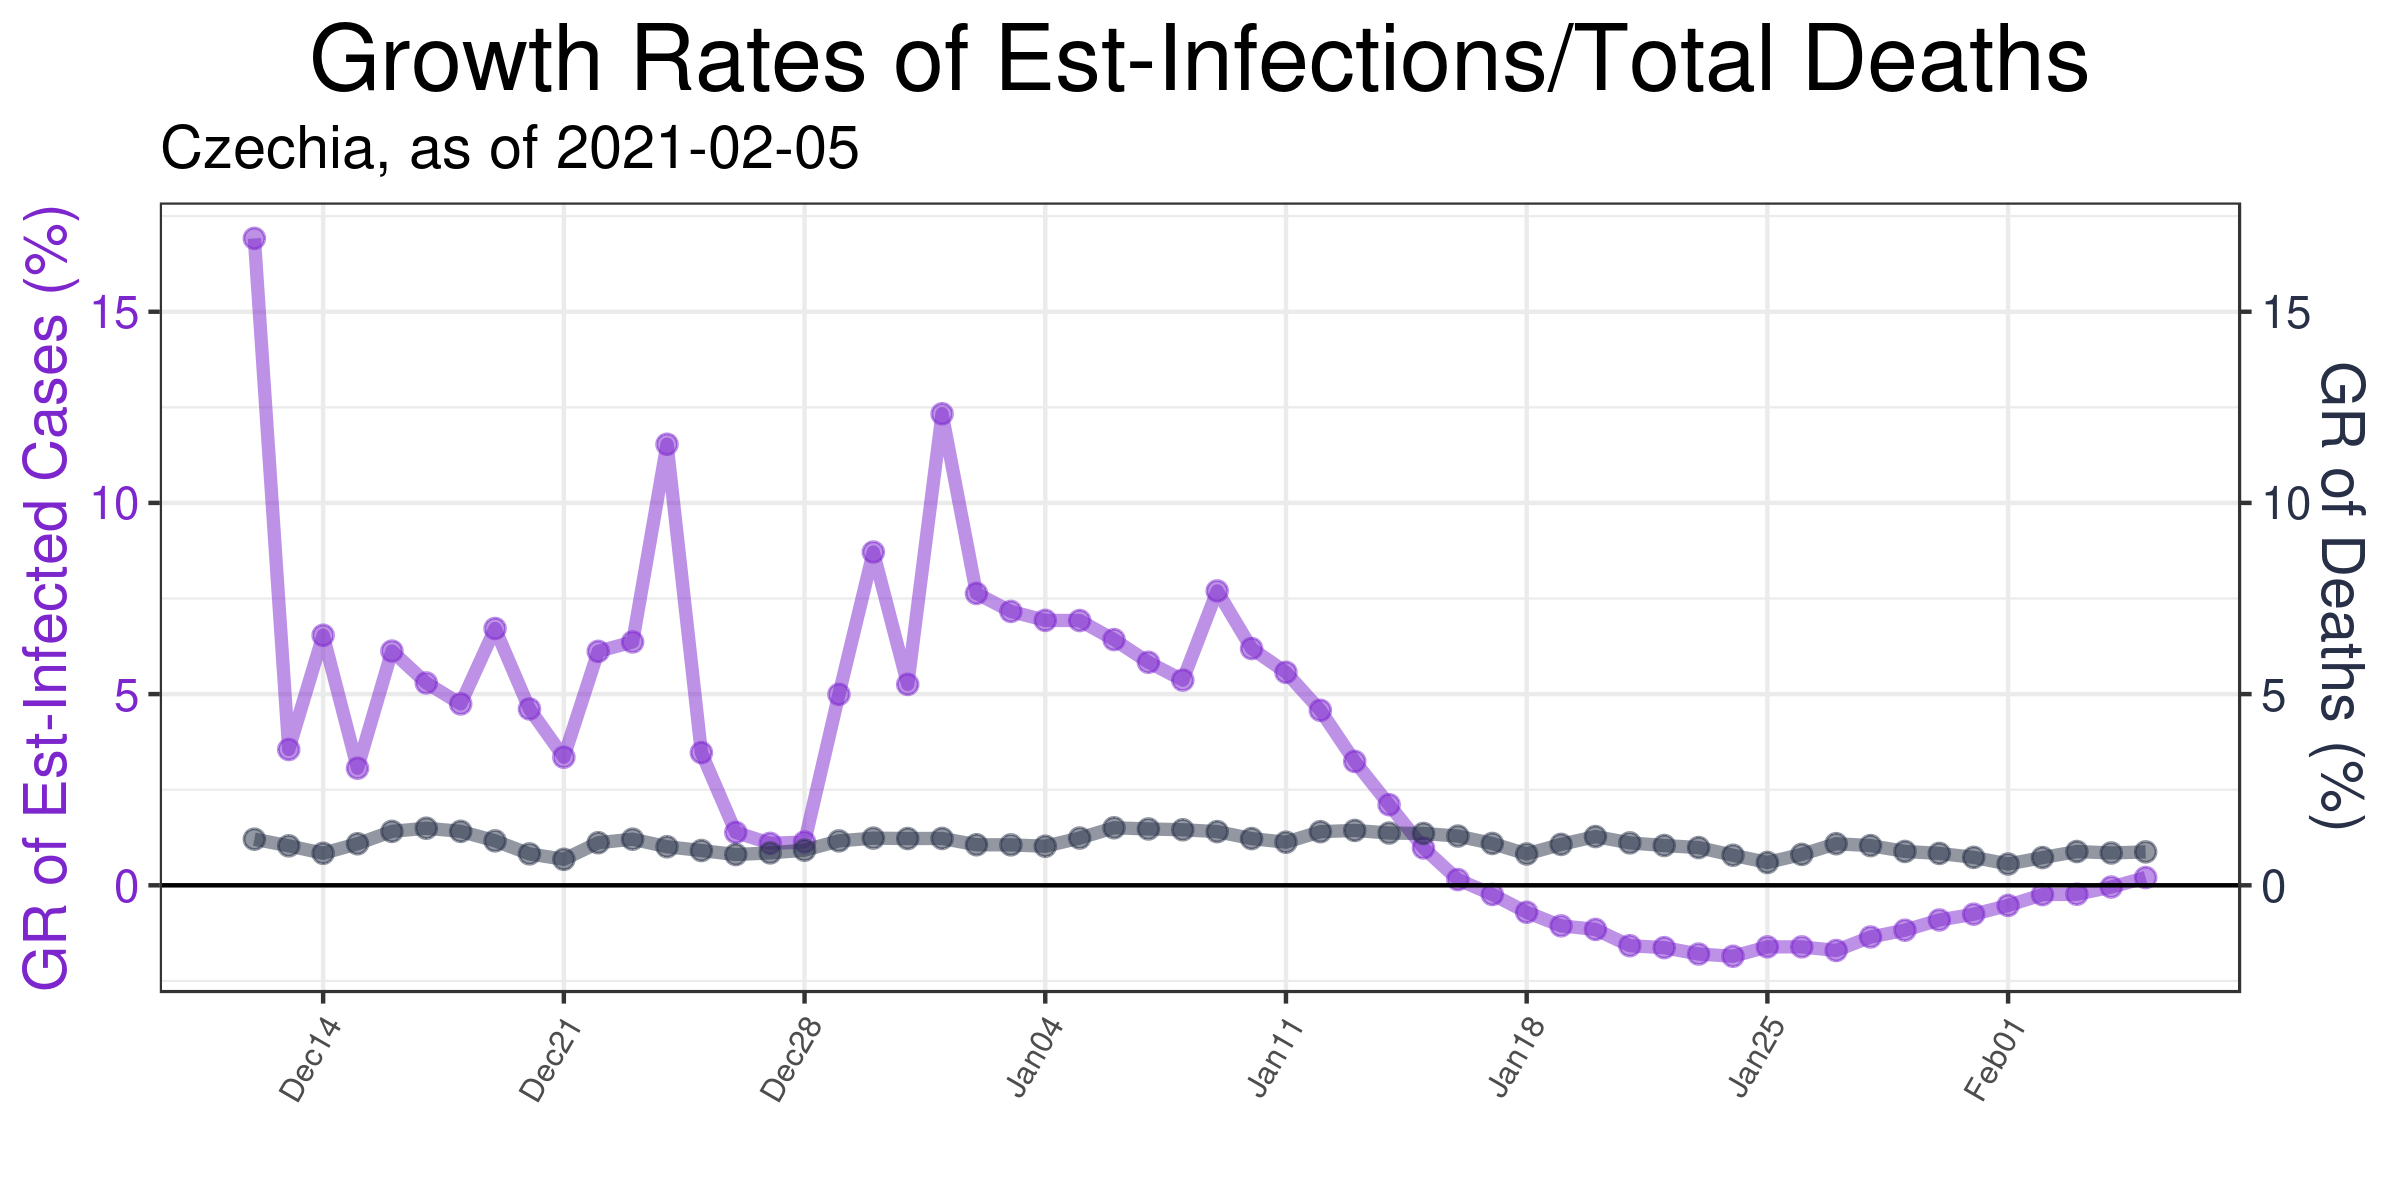 Growth Rates of Est-Infections/Total Deaths
Czechia, as of 2021-02-05
GR of Est-Infected Cases (%)
15
10
5
0
15
10
5
0
GR of Deaths (%)
Dec14
Dec21
Dec28
Jan04
Jan11
Jan18
Jan25
Feb01